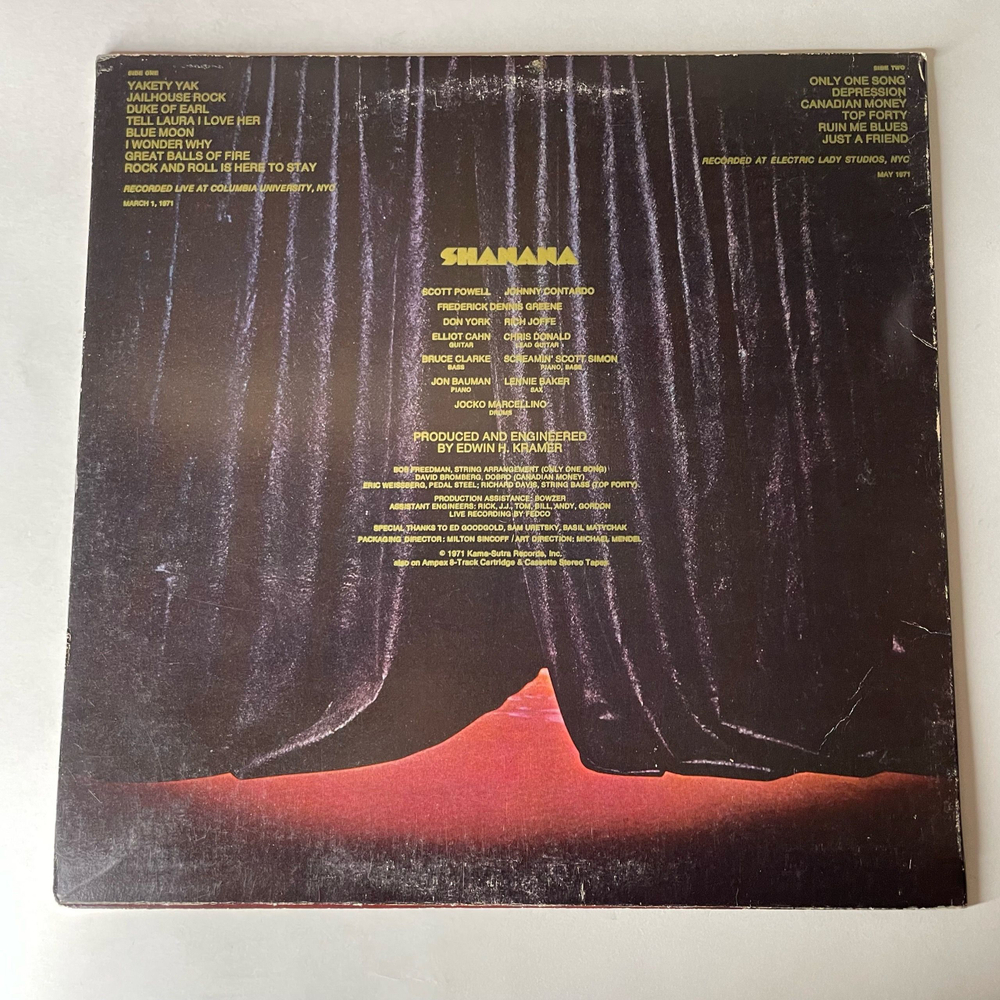 SIDE ONE
YAKETY YAK
JAILHOUSE ROCK
DUKE OF EARL
TELL LAURA I LOVE HER
BLUE MOON
I WONDER WHY
GREAT BALLS OF FIRE
ROCK AND ROLL IS HERE TO STAY
RECORDED LIVE AT COLUMBIA UNIVERSITY, NYC
MARCH 1, 1971
SIDE TWO
ONLY ONE SONG
DEPRESSION
CANADIAN MONEY
TOP FORTY
RUIN ME BLUES
JUST A FRIEND
RECORDED AT ELECTRIC LADY STUDIOS, NYC
MAY 1971
SHANANA
SCOTT POWELL JOHNNY CONTARDO
FREDERICK DENNIS GREENE
DON YORK RICH JOFFE
ELLIOT CAHN CHRIS DONALD
GUITAR LEAD GUITAR
BRUCE CLARKE SCREAMIN' SCOTT SIMON
BASS PIANO, BASS
JON BAUMAN LENNIE BAKER
PIANO SAX
JOCKO MARCELLINO
DRUMS
PRODUCED AND ENGINEERED
BY EDWIN H. KRAMER
BOB FREEDMAN, STRING ARRANGEMENT (ONLY ONE SONG)
DAVID BROMBERG, DOBRO (CANADIAN MONEY)
ERIC WEISSBERG, PEDAL STEEL; RICHARD DAVIS, STRING BASS (TOP FORTY)
PRODUCTION ASSISTANCE: BOWZER
ASSISTANT ENGINEERS: RICK, J.J., TOM, BILL, ANDY, GORDON
LIVE RECORDING BY FEDCO
SPECIAL THANKS TO ED GOODGOLD, SAM URETSKY, BASIL MATYCHAK
PACKAGING DIRECTOR: MILTON SINCOFF / ART DIRECTION: MICHAEL MENDEL
© 1971 Kama-Sutra Records, Inc.
also on Ampex 8-Track Cartridge & Cassette Stereo Tapes